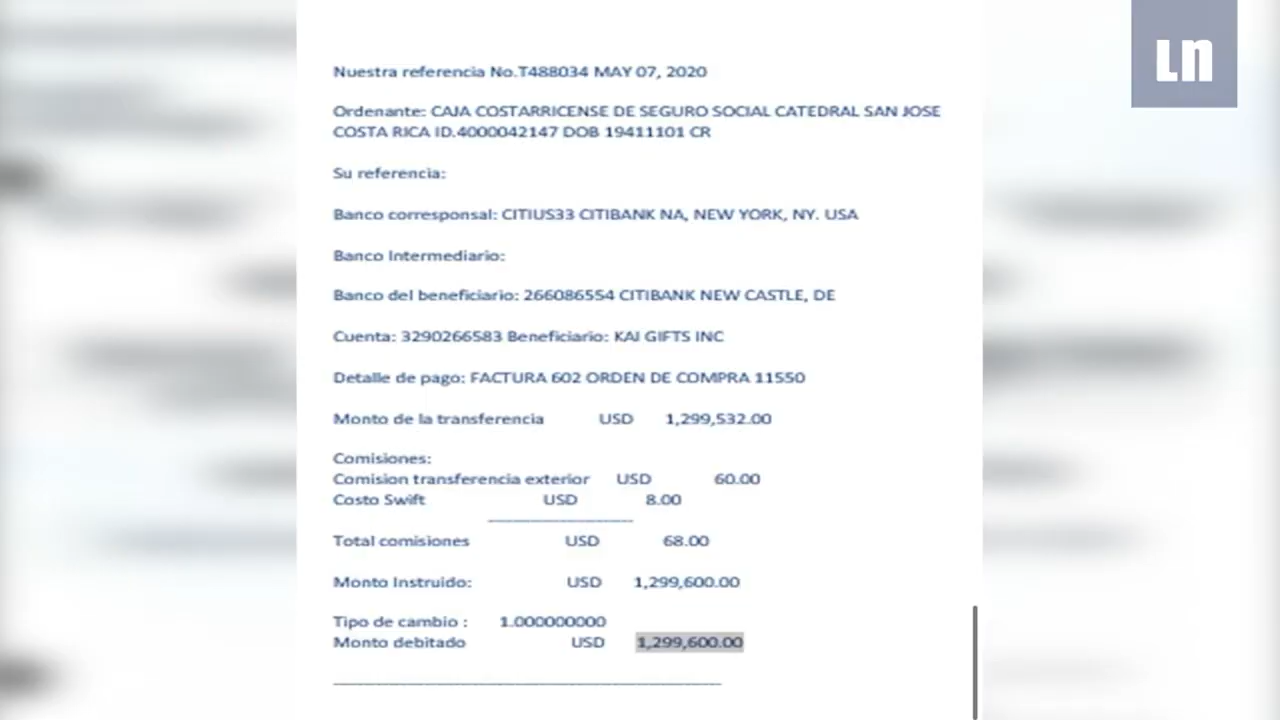 LN
Nuestra referencia No.T488034 MAY 07, 2020
Ordenante: CAJA COSTARRICENSE DE SEGURO SOCIAL CATEDRAL SAN JOSE
COSTA RICA ID.4000042147 DOB 19411101 CR
Su referencia:
Banco corresponsal: CITIUS33 CITIBANK NA, NEW YORK, NY. USA
Banco Intermediario:
Banco del beneficiario: 266086554 CITIBANK NEW CASTLE, DE
Cuenta: 3290266583 Beneficiario: KAI GIFTS INC
Detalle de pago: FACTURA 602 ORDEN DE COMPRA 11550
Monto de la transferencia USD 1,299,532.00
Comisiones:
Comision transferencia exterior USD 60.00
Costo Swift USD 8.00
Total comisiones USD 68.00
Monto Instruido: USD 1,299,600.00
Tipo de cambio : 1.000000000
Monto debitado USD 1,299,600.00